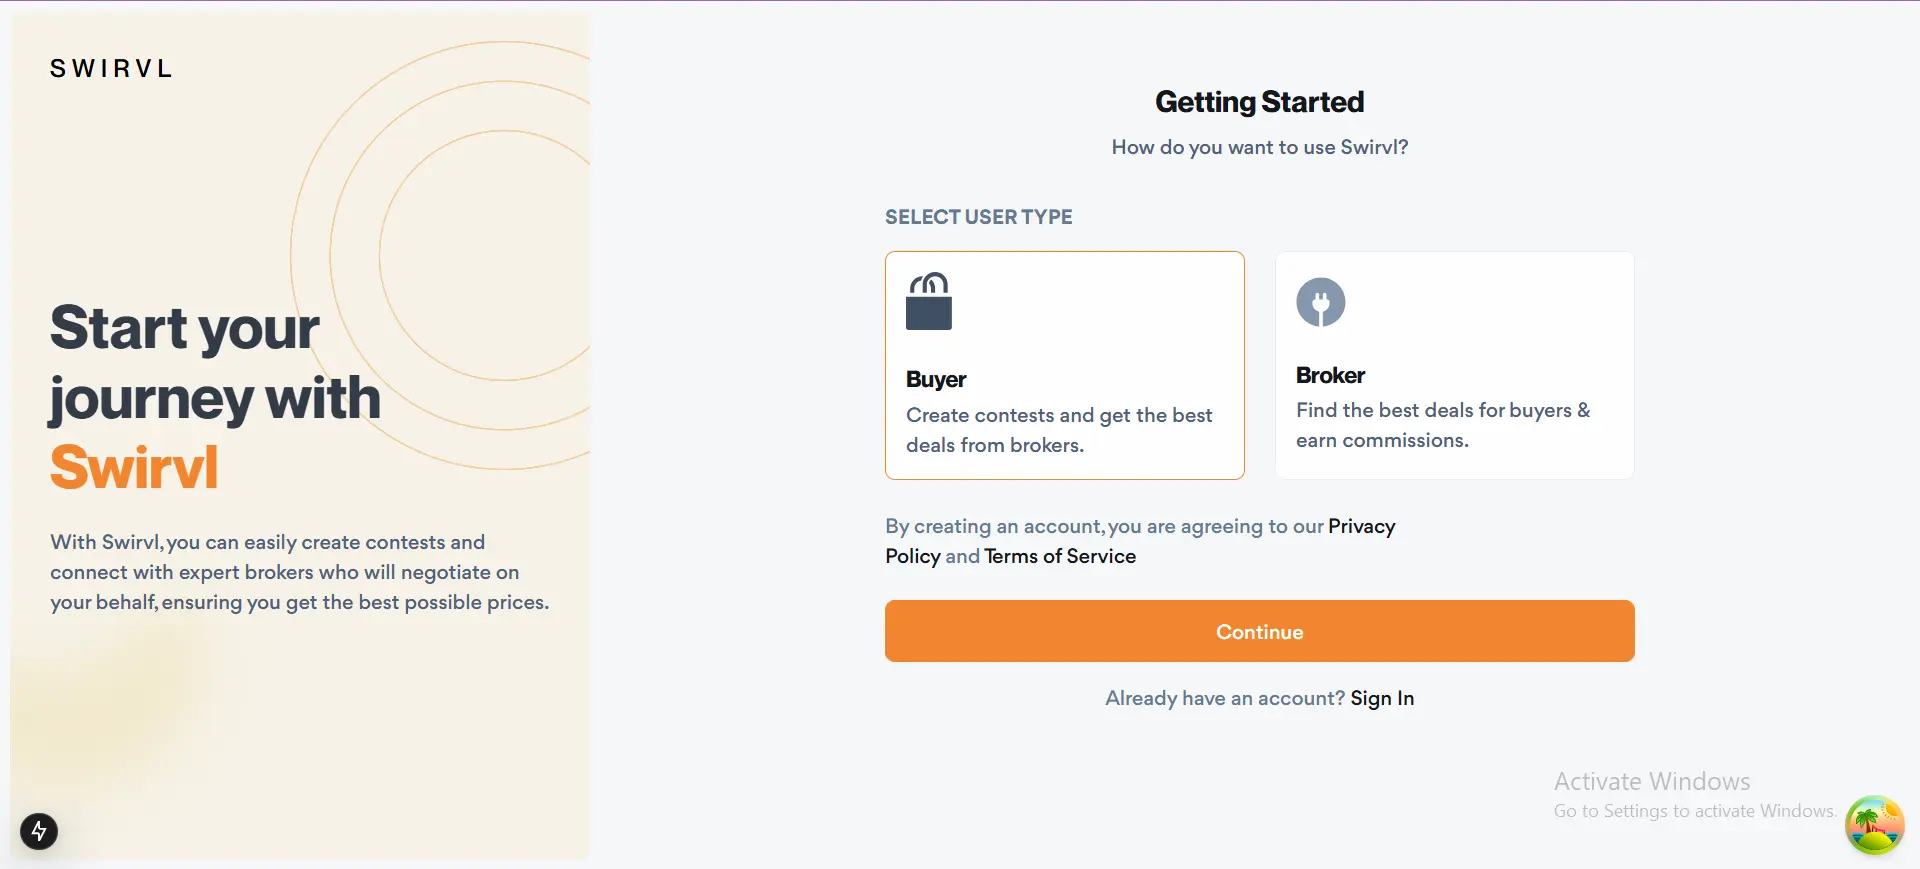 SWIRVL
Start your
journey with
Swirvl
With Swirvl, you can easily create contests and
connect with expert brokers who will negotiate on
your behalf, ensuring you get the best possible prices.
Getting Started
How do you want to use Swirvl?
SELECT USER TYPE
Buyer
Create contests and get the best
deals from brokers.
Broker
Find the best deals for buyers &
earn commissions.
By creating an account, you are agreeing to our Privacy
Policy and Terms of Service
Continue
Already have an account? Sign In
Activate Windows
Go to Settings to activate Windows.